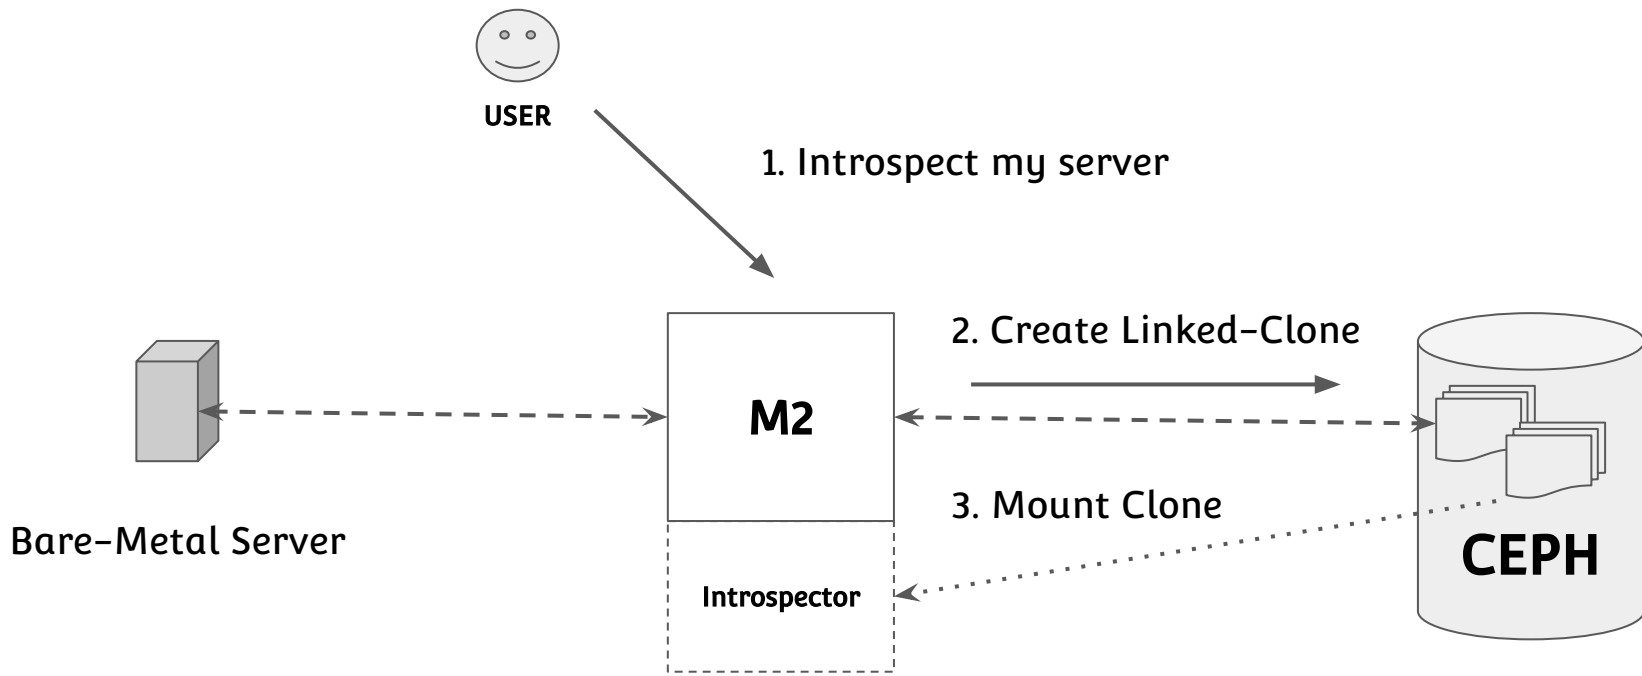 USER
1. Introspect my server
2. Create Linked-Clone
M2
3. Mount Clone
Bare-Metal Server
CEPH
Introspector